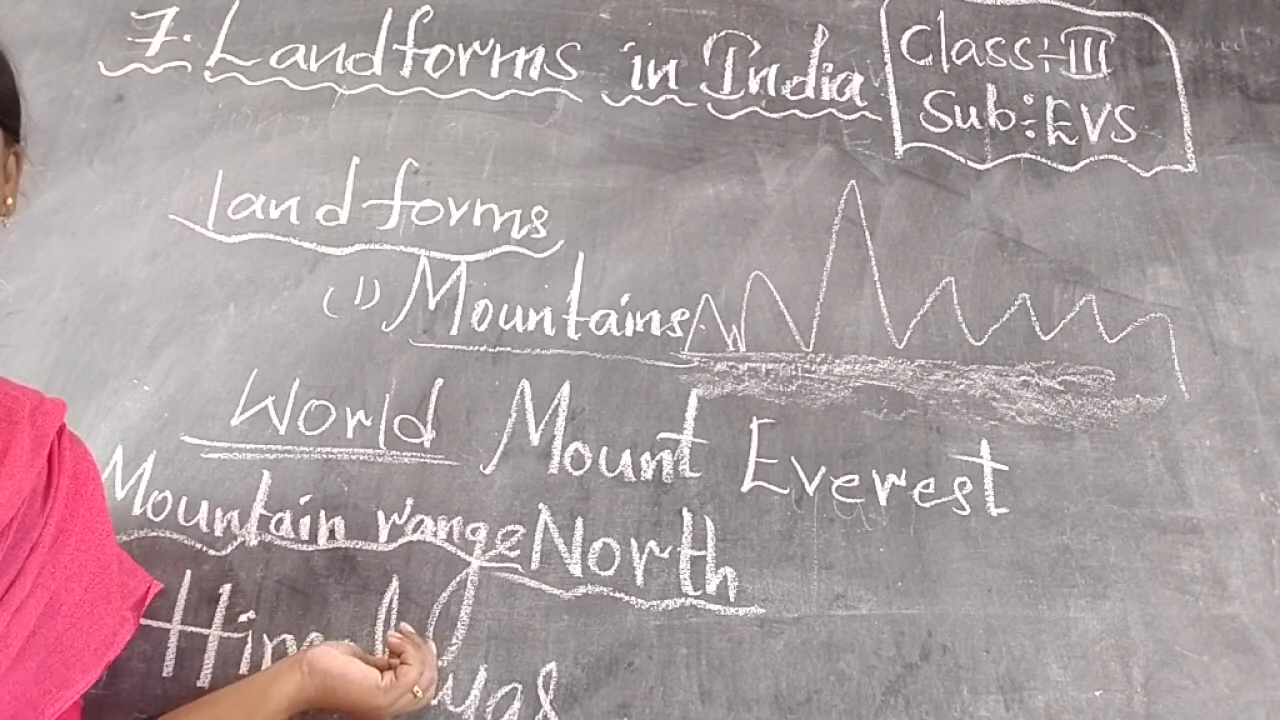 7. Landforms in India
Class:-III
Sub:-EVS
landforms
(1) Mountains
World Mount Everest
Mountain range North